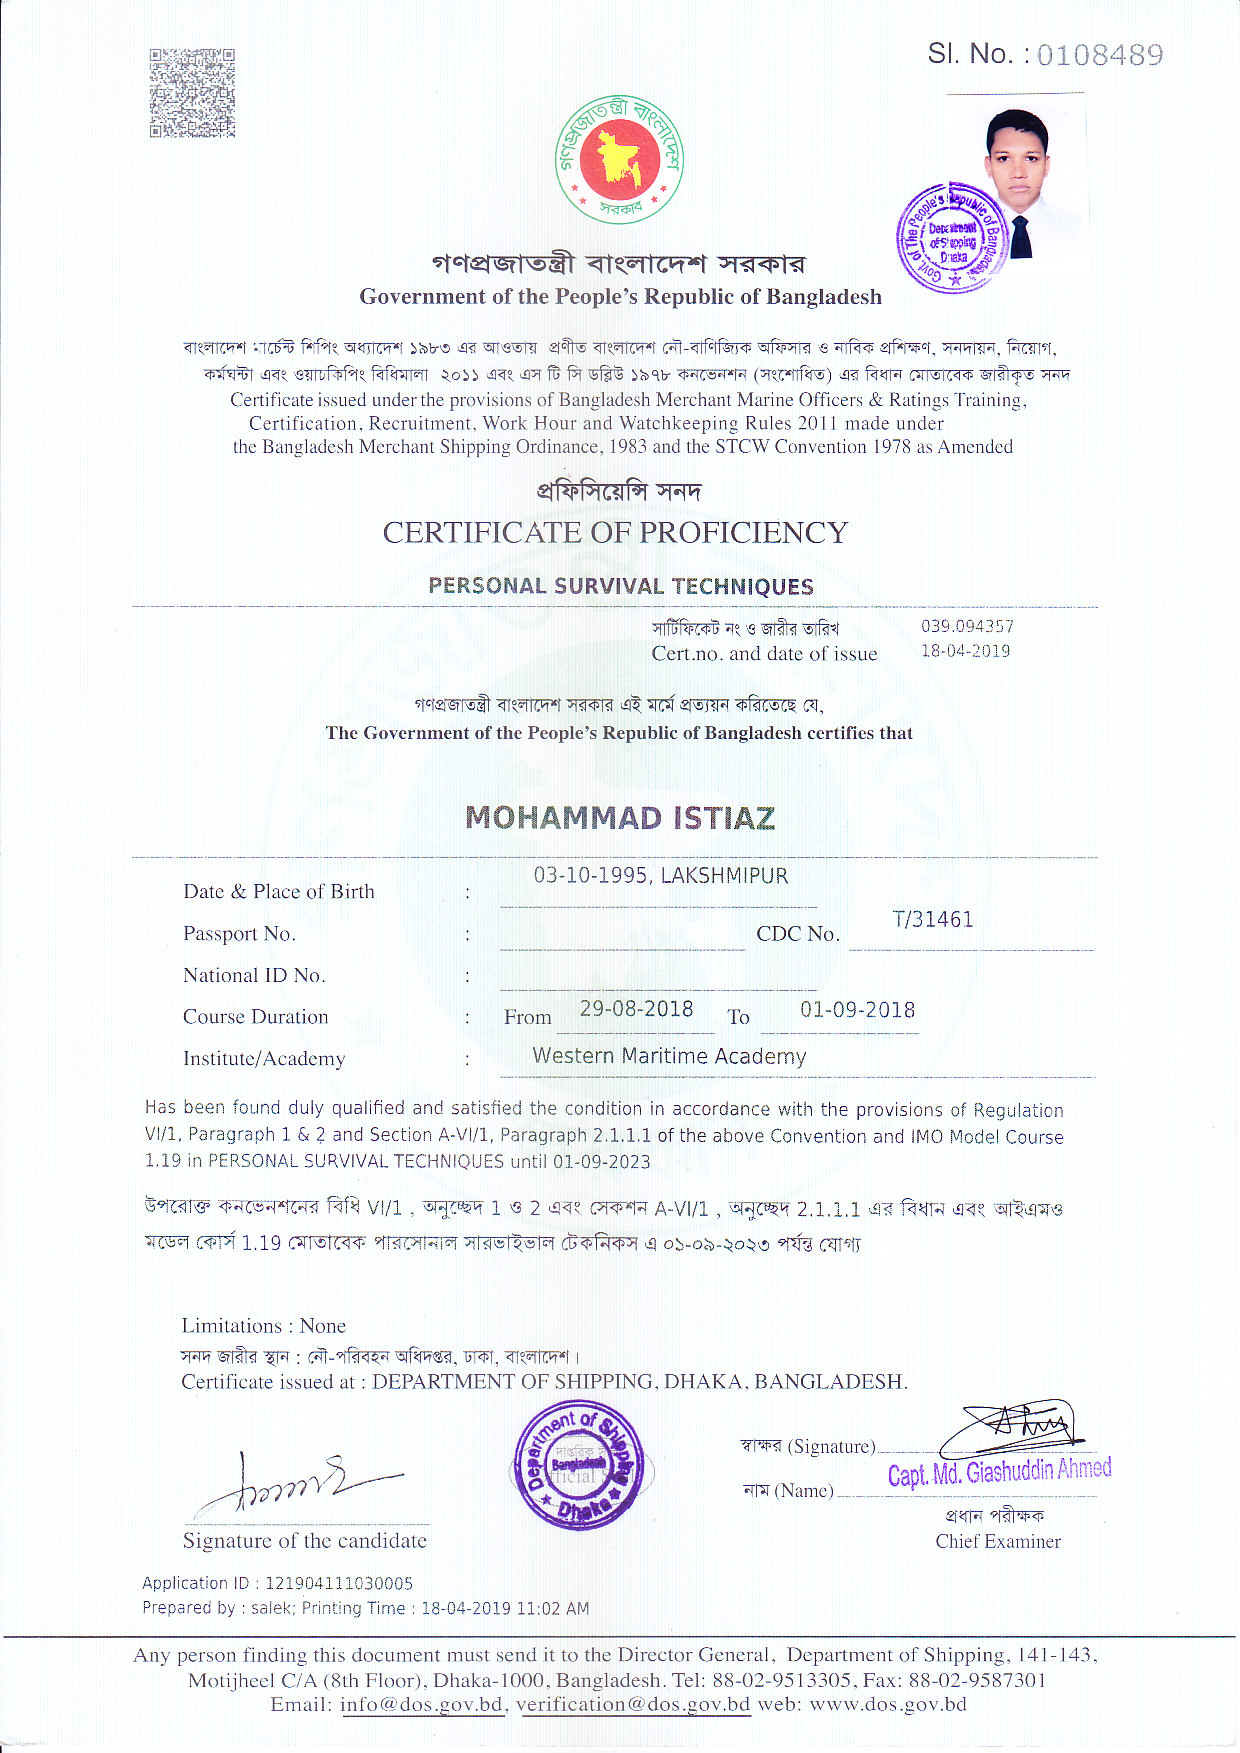 Sl. No. : 0108489
গণপ্রজাতন্ত্রী বাংলাদেশ
সরকার
Govt. of The People's Republic of Bangladesh
Department
of Shipping
Dhaka
গণপ্রজাতন্ত্রী বাংলাদেশ সরকার
Government of the People's Republic of Bangladesh
বাংলাদেশ মার্চেন্ট শিপিং অধ্যাদেশ ১৯৮৩ এর আওতায় প্রণীত বাংলাদেশ নৌ-বাণিজ্যিক অফিসার ও নাবিক প্রশিক্ষণ, সনদায়ন, নিয়োগ,
কর্মঘন্টা এবং ওয়াচকিপিং বিধিমালা ২০১১ এবং এস টি সি ডব্লিউ ১৯৭৮ কনভেনশন (সংশোধিত) এর বিধান মোতাবেক জারীকৃত সনদ
Certificate issued under the provisions of Bangladesh Merchant Marine Officers & Ratings Training,
Certification, Recruitment, Work Hour and Watchkeeping Rules 2011 made under
the Bangladesh Merchant Shipping Ordinance, 1983 and the STCW Convention 1978 as Amended
প্রফিসিয়েন্সি সনদ
CERTIFICATE OF PROFICIENCY
PERSONAL SURVIVAL TECHNIQUES
সার্টিফিকেট নং ও জারীর তারিখ 039.094357
Cert.no. and date of issue 18-04-2019
গণপ্রজাতন্ত্রী বাংলাদেশ সরকার এই মর্মে প্রত্যয়ন করিতেছে যে,
The Government of the People's Republic of Bangladesh certifies that
MOHAMMAD ISTIAZ
Date & Place of Birth : 03-10-1995, LAKSHMIPUR
Passport No. : CDC No. T/31461
National ID No. :
Course Duration : From 29-08-2018 To 01-09-2018
Institute/Academy : Western Maritime Academy
Has been found duly qualified and satisfied the condition in accordance with the provisions of Regulation
VI/1, Paragraph 1 & 2 and Section A-VI/1, Paragraph 2.1.1.1 of the above Convention and IMO Model Course
1.19 in PERSONAL SURVIVAL TECHNIQUES until 01-09-2023
উপরোক্ত কনভেনশনের বিধি VI/1 , অনুচ্ছেদ 1 ও 2 এবং সেকশন A-VI/1 , অনুচ্ছেদ 2.1.1.1 এর বিধান এবং আইএমও
মডেল কোর্স 1.19 মোতাবেক পারসোনাল সারভাইভাল টেকনিকস এ ০১-০৯-২০২৩ পর্যন্ত যোগ্য
Limitations : None
সনদ জারীর স্থান : নৌ-পরিবহন অধিদপ্তর, ঢাকা, বাংলাদেশ।
Certificate issued at : DEPARTMENT OF SHIPPING, DHAKA, BANGLADESH.
Department of Shipping
Bangladesh
Dhaka
স্বাক্ষর (Signature)
Capt. Md. Giashuddin Ahmed
নাম (Name)
প্রধান পরীক্ষক
Signature of the candidate
Chief Examiner
Application ID : 121904111030005
Prepared by : salek; Printing Time : 18-04-2019 11:02 AM
Any person finding this document must send it to the Director General, Department of Shipping, 141-143,
Motijheel C/A (8th Floor), Dhaka-1000, Bangladesh. Tel: 88-02-9513305, Fax: 88-02-9587301
Email: info@dos.gov.bd, verification@dos.gov.bd web: www.dos.gov.bd